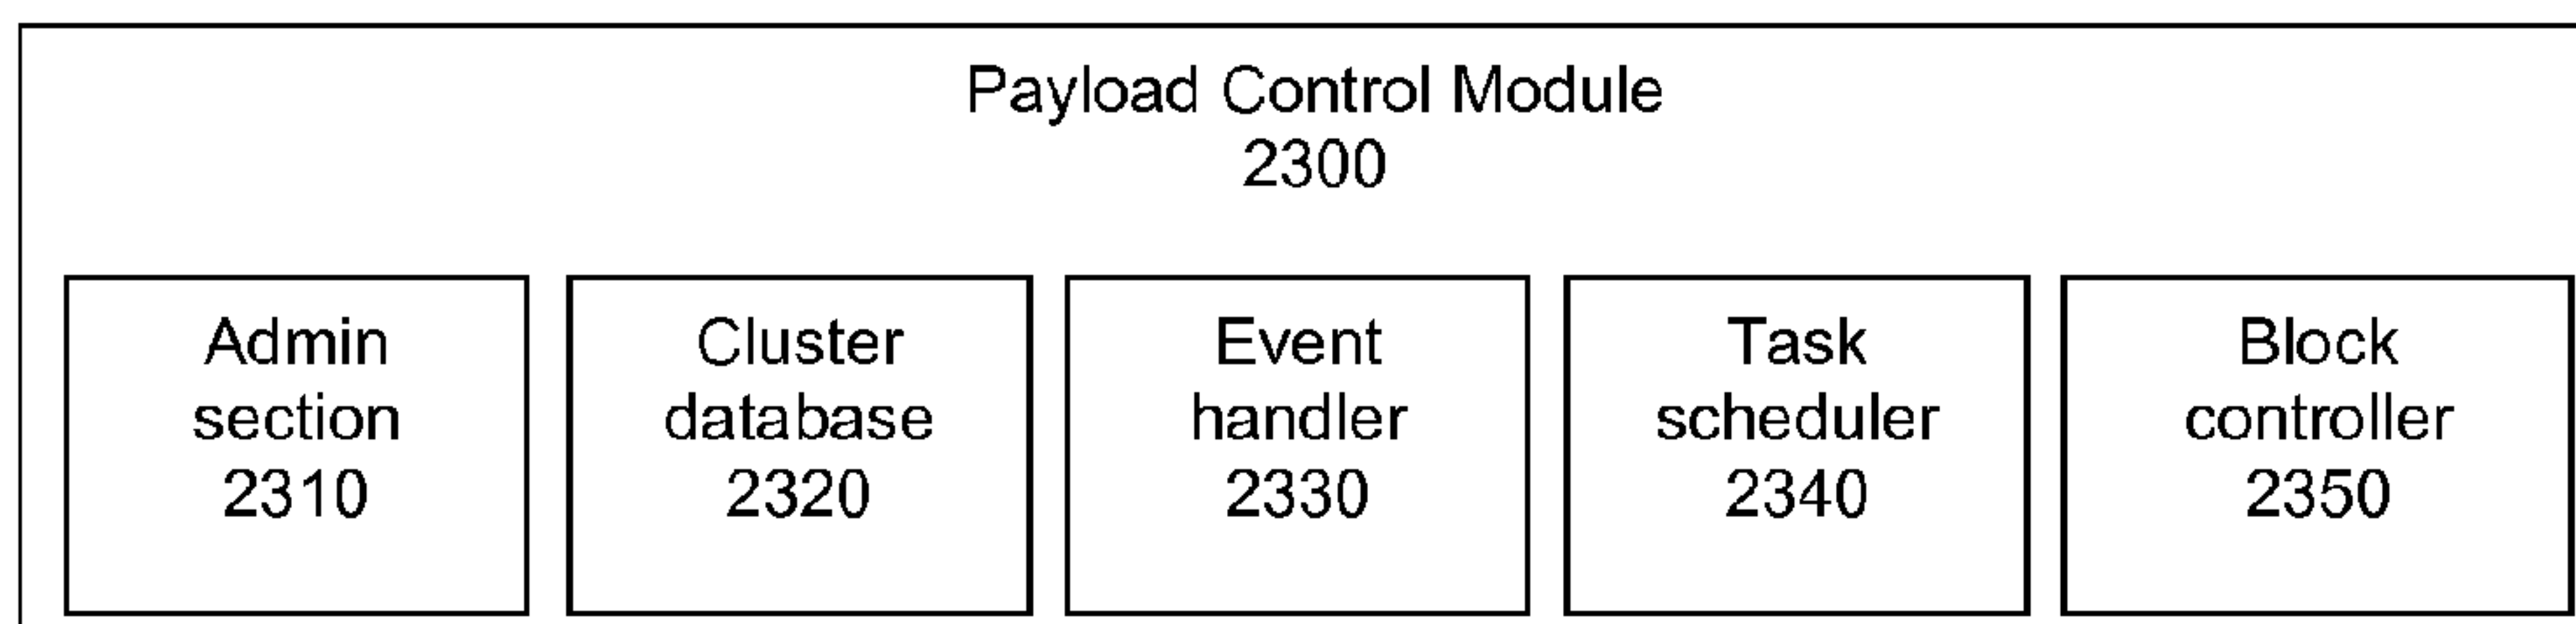 Payload Control Module
2300
Admin
section
2310
Cluster
database
2320
Event
handler
2330
Task
scheduler
2340
Block
controller
2350